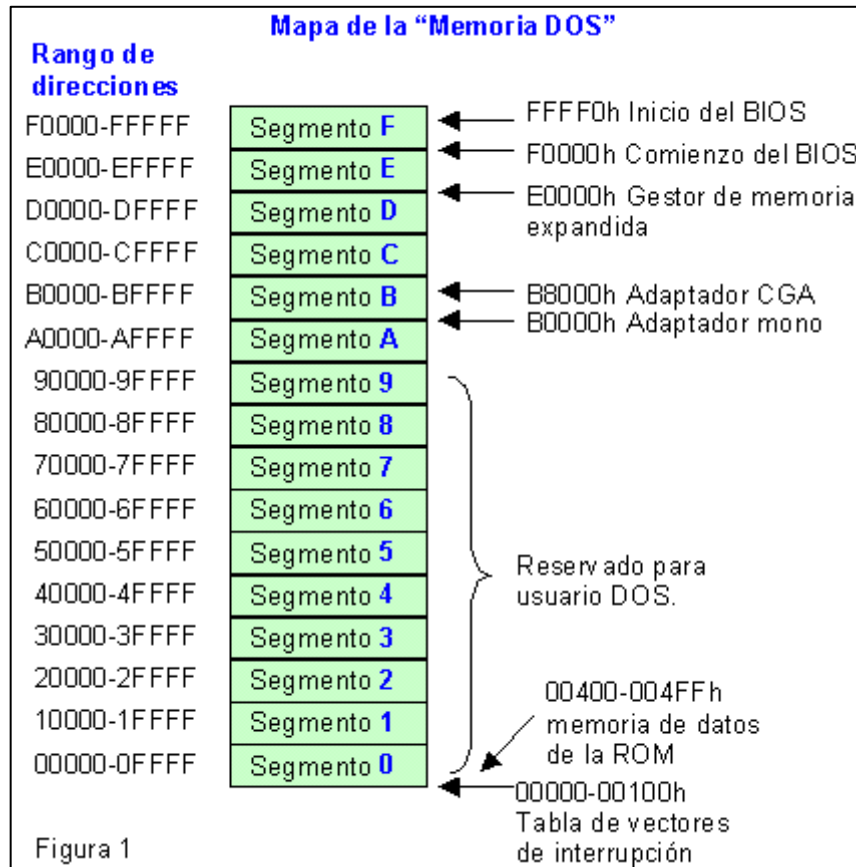 Mapa de la “Memoria DOS”
Rango de
direcciones
F0000-FFFFF Segmento F FFFF0h Inicio del BIOS
F0000h Comienzo del BIOS
E0000-EFFFF Segmento E
E0000h Gestor de memoria
expandida
D0000-DFFFF Segmento D
C0000-CFFFF Segmento C
B0000-BFFFF Segmento B B8000h Adaptador CGA
B0000h Adaptador mono
A0000-AFFFF Segmento A
90000-9FFFF Segmento 9
80000-8FFFF Segmento 8
70000-7FFFF Segmento 7
60000-6FFFF Segmento 6
50000-5FFFF Segmento 5
Reservado para
usuario DOS.
40000-4FFFF Segmento 4
30000-3FFFF Segmento 3
20000-2FFFF Segmento 2
10000-1FFFF Segmento 1
00000-0FFFF Segmento 0
00400-004FFh
memoria de datos
de la ROM
00000-00100h
Tabla de vectores
de interrupción
Figura 1